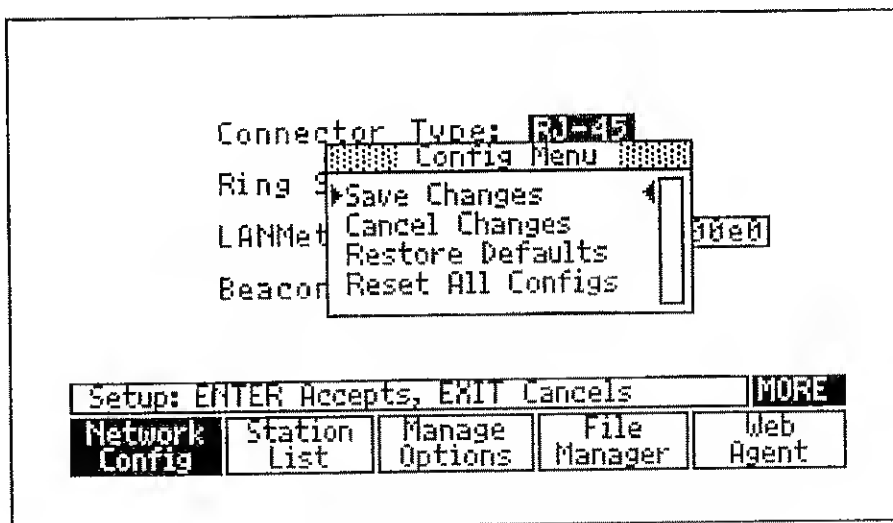 Connector Type: RJ-45
Config Menu
Ring S
Save Changes
LANMet
Cancel Changes
00e0
Restore Defaults
Beacon
Reset All Configs
Setup: ENTER Accepts, EXIT Cancels MORE
Network Config
Station List
Manage Options
File Manager
Web Agent